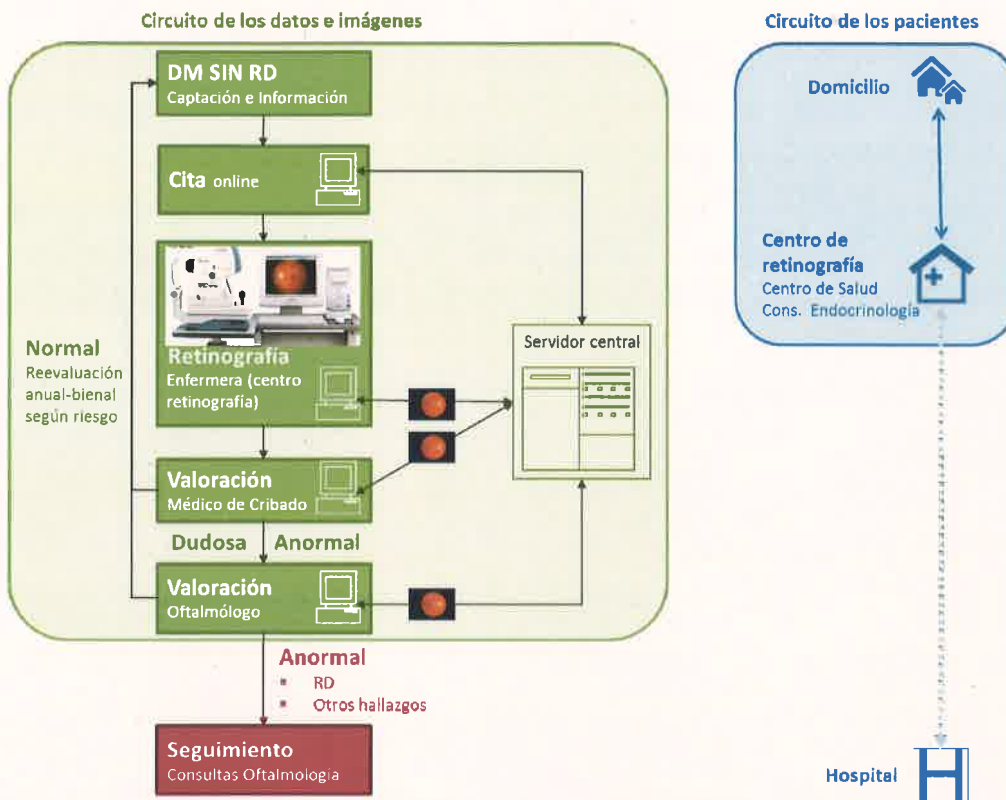 Circuito de los datos e imágenes
DM SIN RD
Captación e Información
Cita online
Retinografía
Enfermera (centro
retinografía)
Normal
Reevaluación
anual-bienal
según riesgo
Servidor central
Valoración
Médico de Cribado
Dudosa Anormal
Valoración
Oftalmólogo
Anormal
RD
Otros hallazgos
Seguimiento
Consultas Oftalmología
Circuito de los pacientes
Domicilio
Centro de
retinografía
Centro de Salud
Cons. Endocrinología
Hospital
H